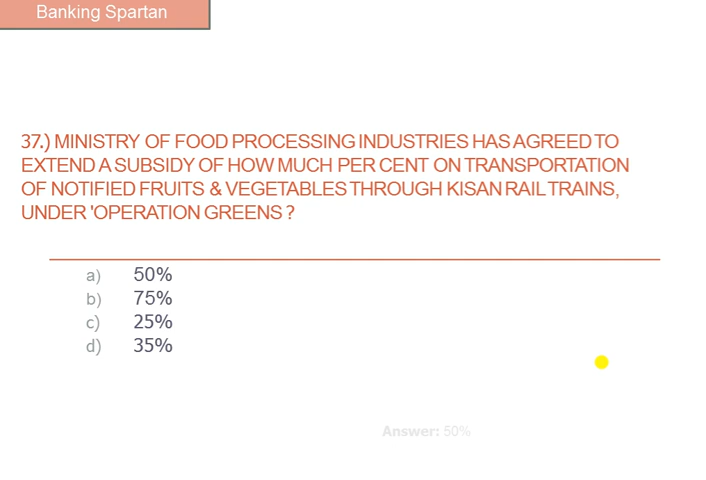 Banking Spartan
37.) MINISTRY OF FOOD PROCESSING INDUSTRIES HAS AGREED TO
EXTEND A SUBSIDY OF HOW MUCH PER CENT ON TRANSPORTATION
OF NOTIFIED FRUITS & VEGETABLES THROUGH KISAN RAIL TRAINS,
UNDER 'OPERATION GREENS ?
a) 50%
b) 75%
c) 25%
d) 35%
Answer: 50%